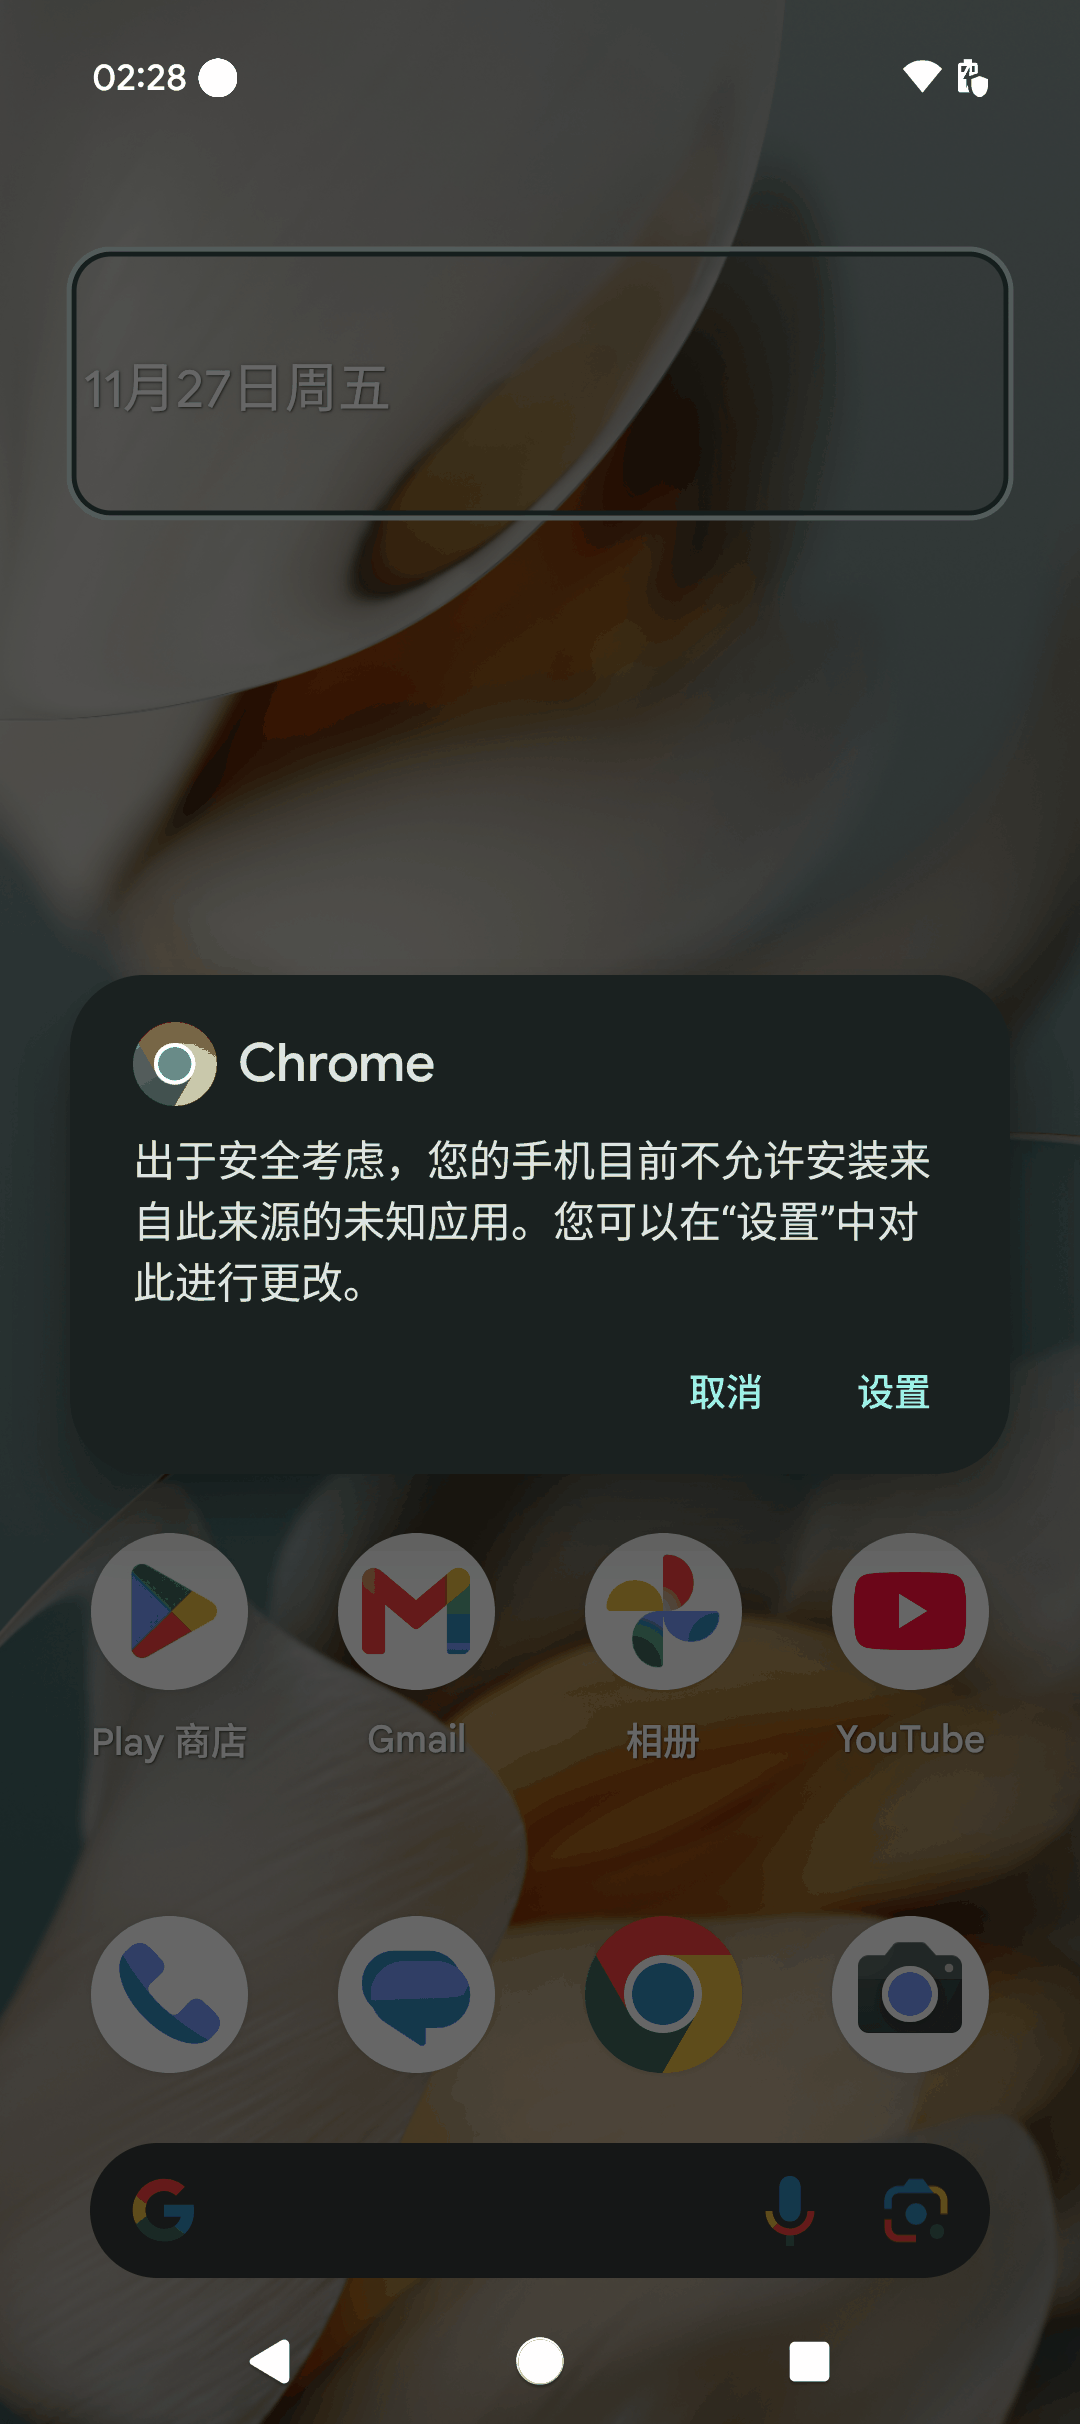 02:28
11月27日周五
Chrome
出于安全考虑，您的手机目前不允许安装来
自此来源的未知应用。您可以在“设置”中对
此进行更改。
取消 设置
Play 商店 Gmail 相册 YouTube